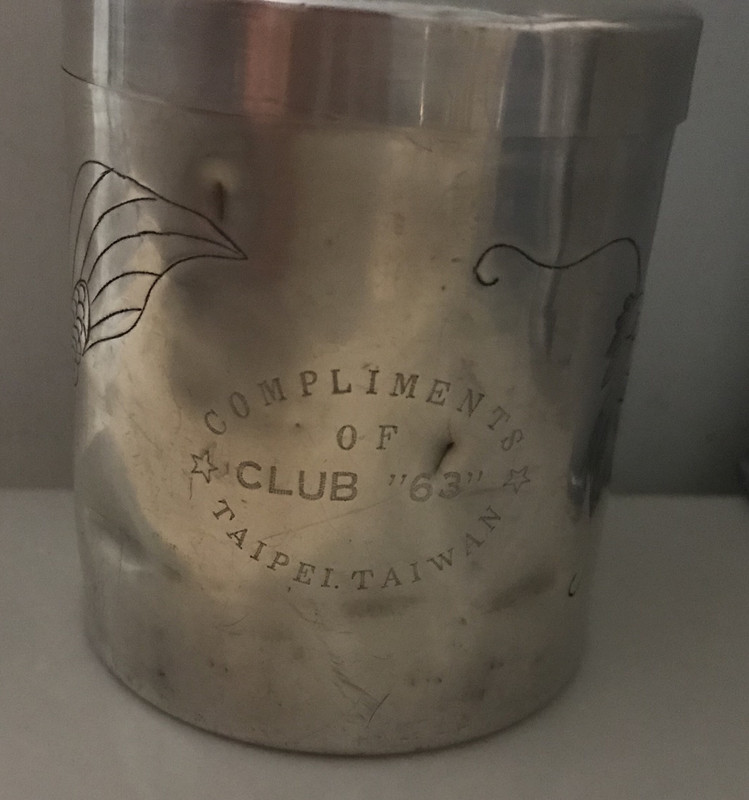 COMPLIMENTS
OF
☆ CLUB "63" ☆
TAIPEI. TAIWAN